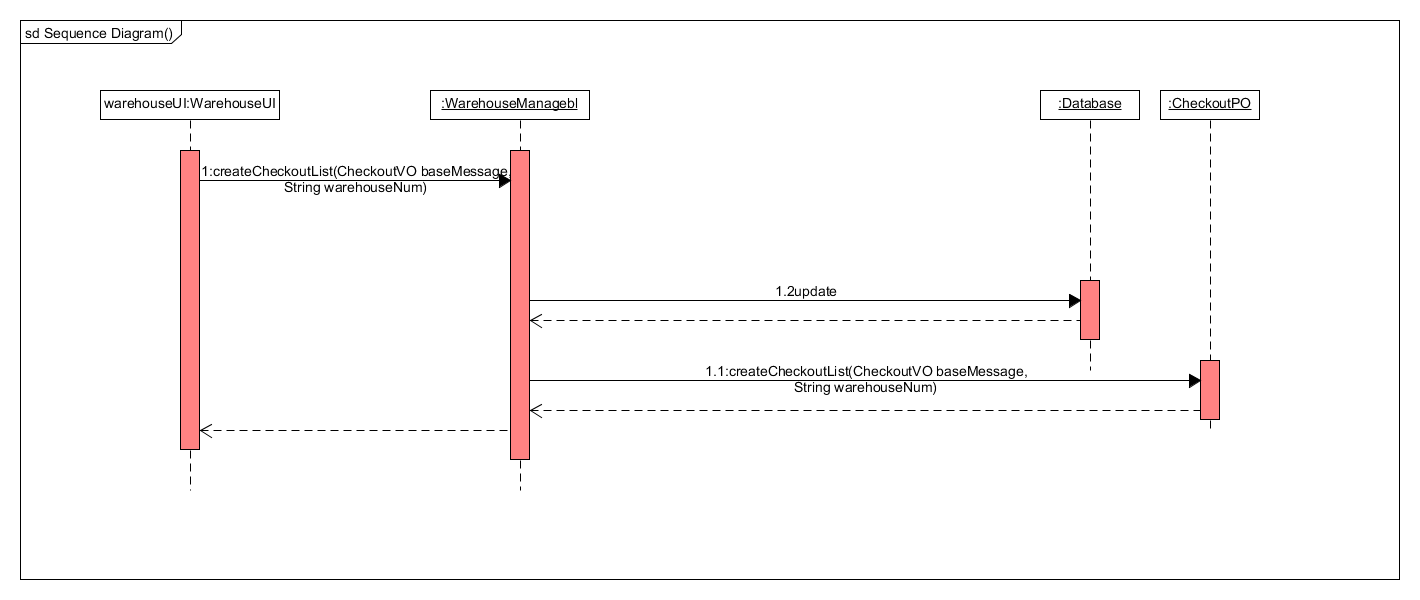 sd Sequence Diagram()
warehouseUI:WarehouseUI
:WarehouseManagebl
:Database
:CheckoutPO
1:createCheckoutList(CheckoutVO baseMessage,
String warehouseNum)
1.2update
1.1:createCheckoutList(CheckoutVO baseMessage,
String warehouseNum)